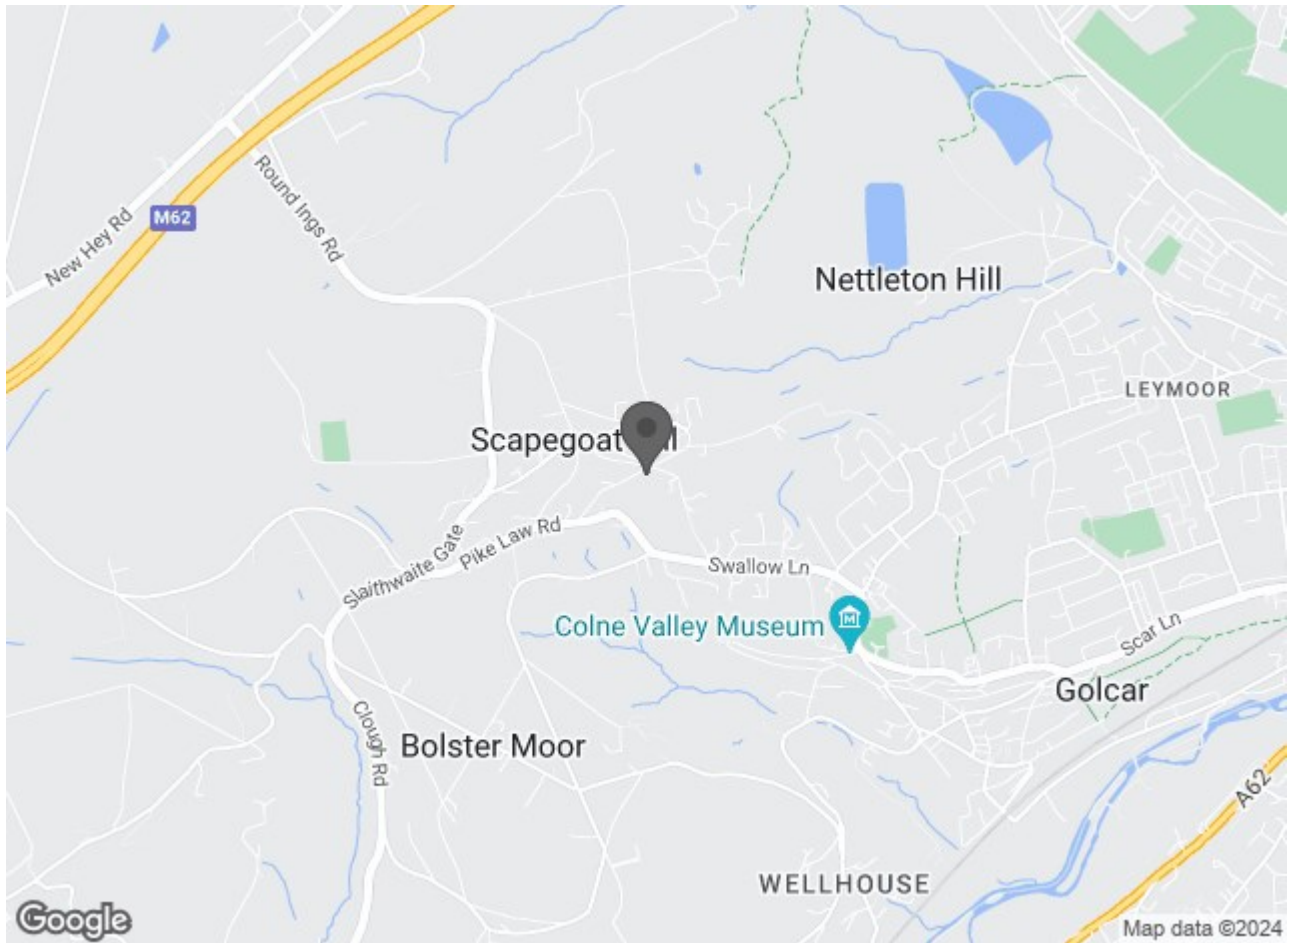 New Hey Rd
M62
Round Ings Rd
Nettleton Hill
LEYMOOR
Scapegoat
Slaithwaite Gate
Pike Law Rd
Swallow Ln
Colne Valley Museum
M
Scar Ln
Golcar
Clough Rd
Bolster Moor
A62
WELLHOUSE
Google
Map data ©2024